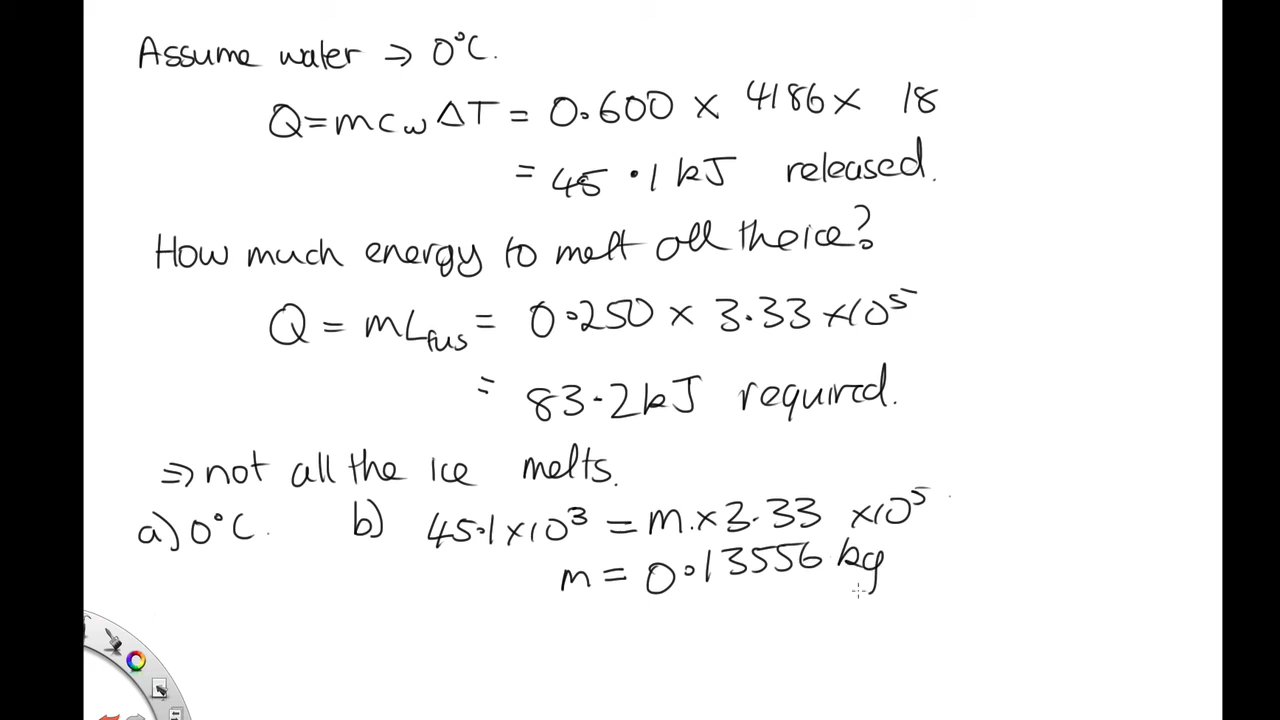 Assume water ⇒ 0°C.
Q = mc_w ΔT = 0.600 × 4186 × 18
= 45.1 kJ released.
How much energy to melt all the ice?
Q = mL_fus = 0.250 × 3.33 × 10⁵
= 83.2 kJ required.
⇒ not all the ice melts.
a) 0°C. b) 45.1 × 10³ = m × 3.33 × 10⁵
m = 0.13556 kg